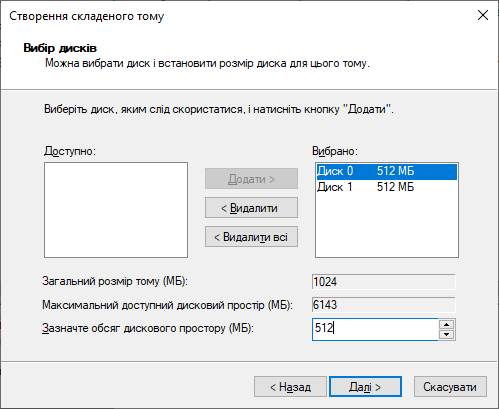 Створення складеного тому
Вибір дисків
Можна вибрати диск і встановити розмір диска для цього тому.
Виберіть диск, яким слід скористатися, і натисніть кнопку "Додати".
Доступно:
Вибрано:
Додати >
< Видалити
< Видалити всі
Диск 0 512 МБ
Диск 1 512 МБ
Загальний розмір тому (МБ): 1024
Максимальний доступний дисковий простір (МБ): 6143
Зазначте обсяг дискового простору (МБ): 512
< Назад
Далі >
Скасувати